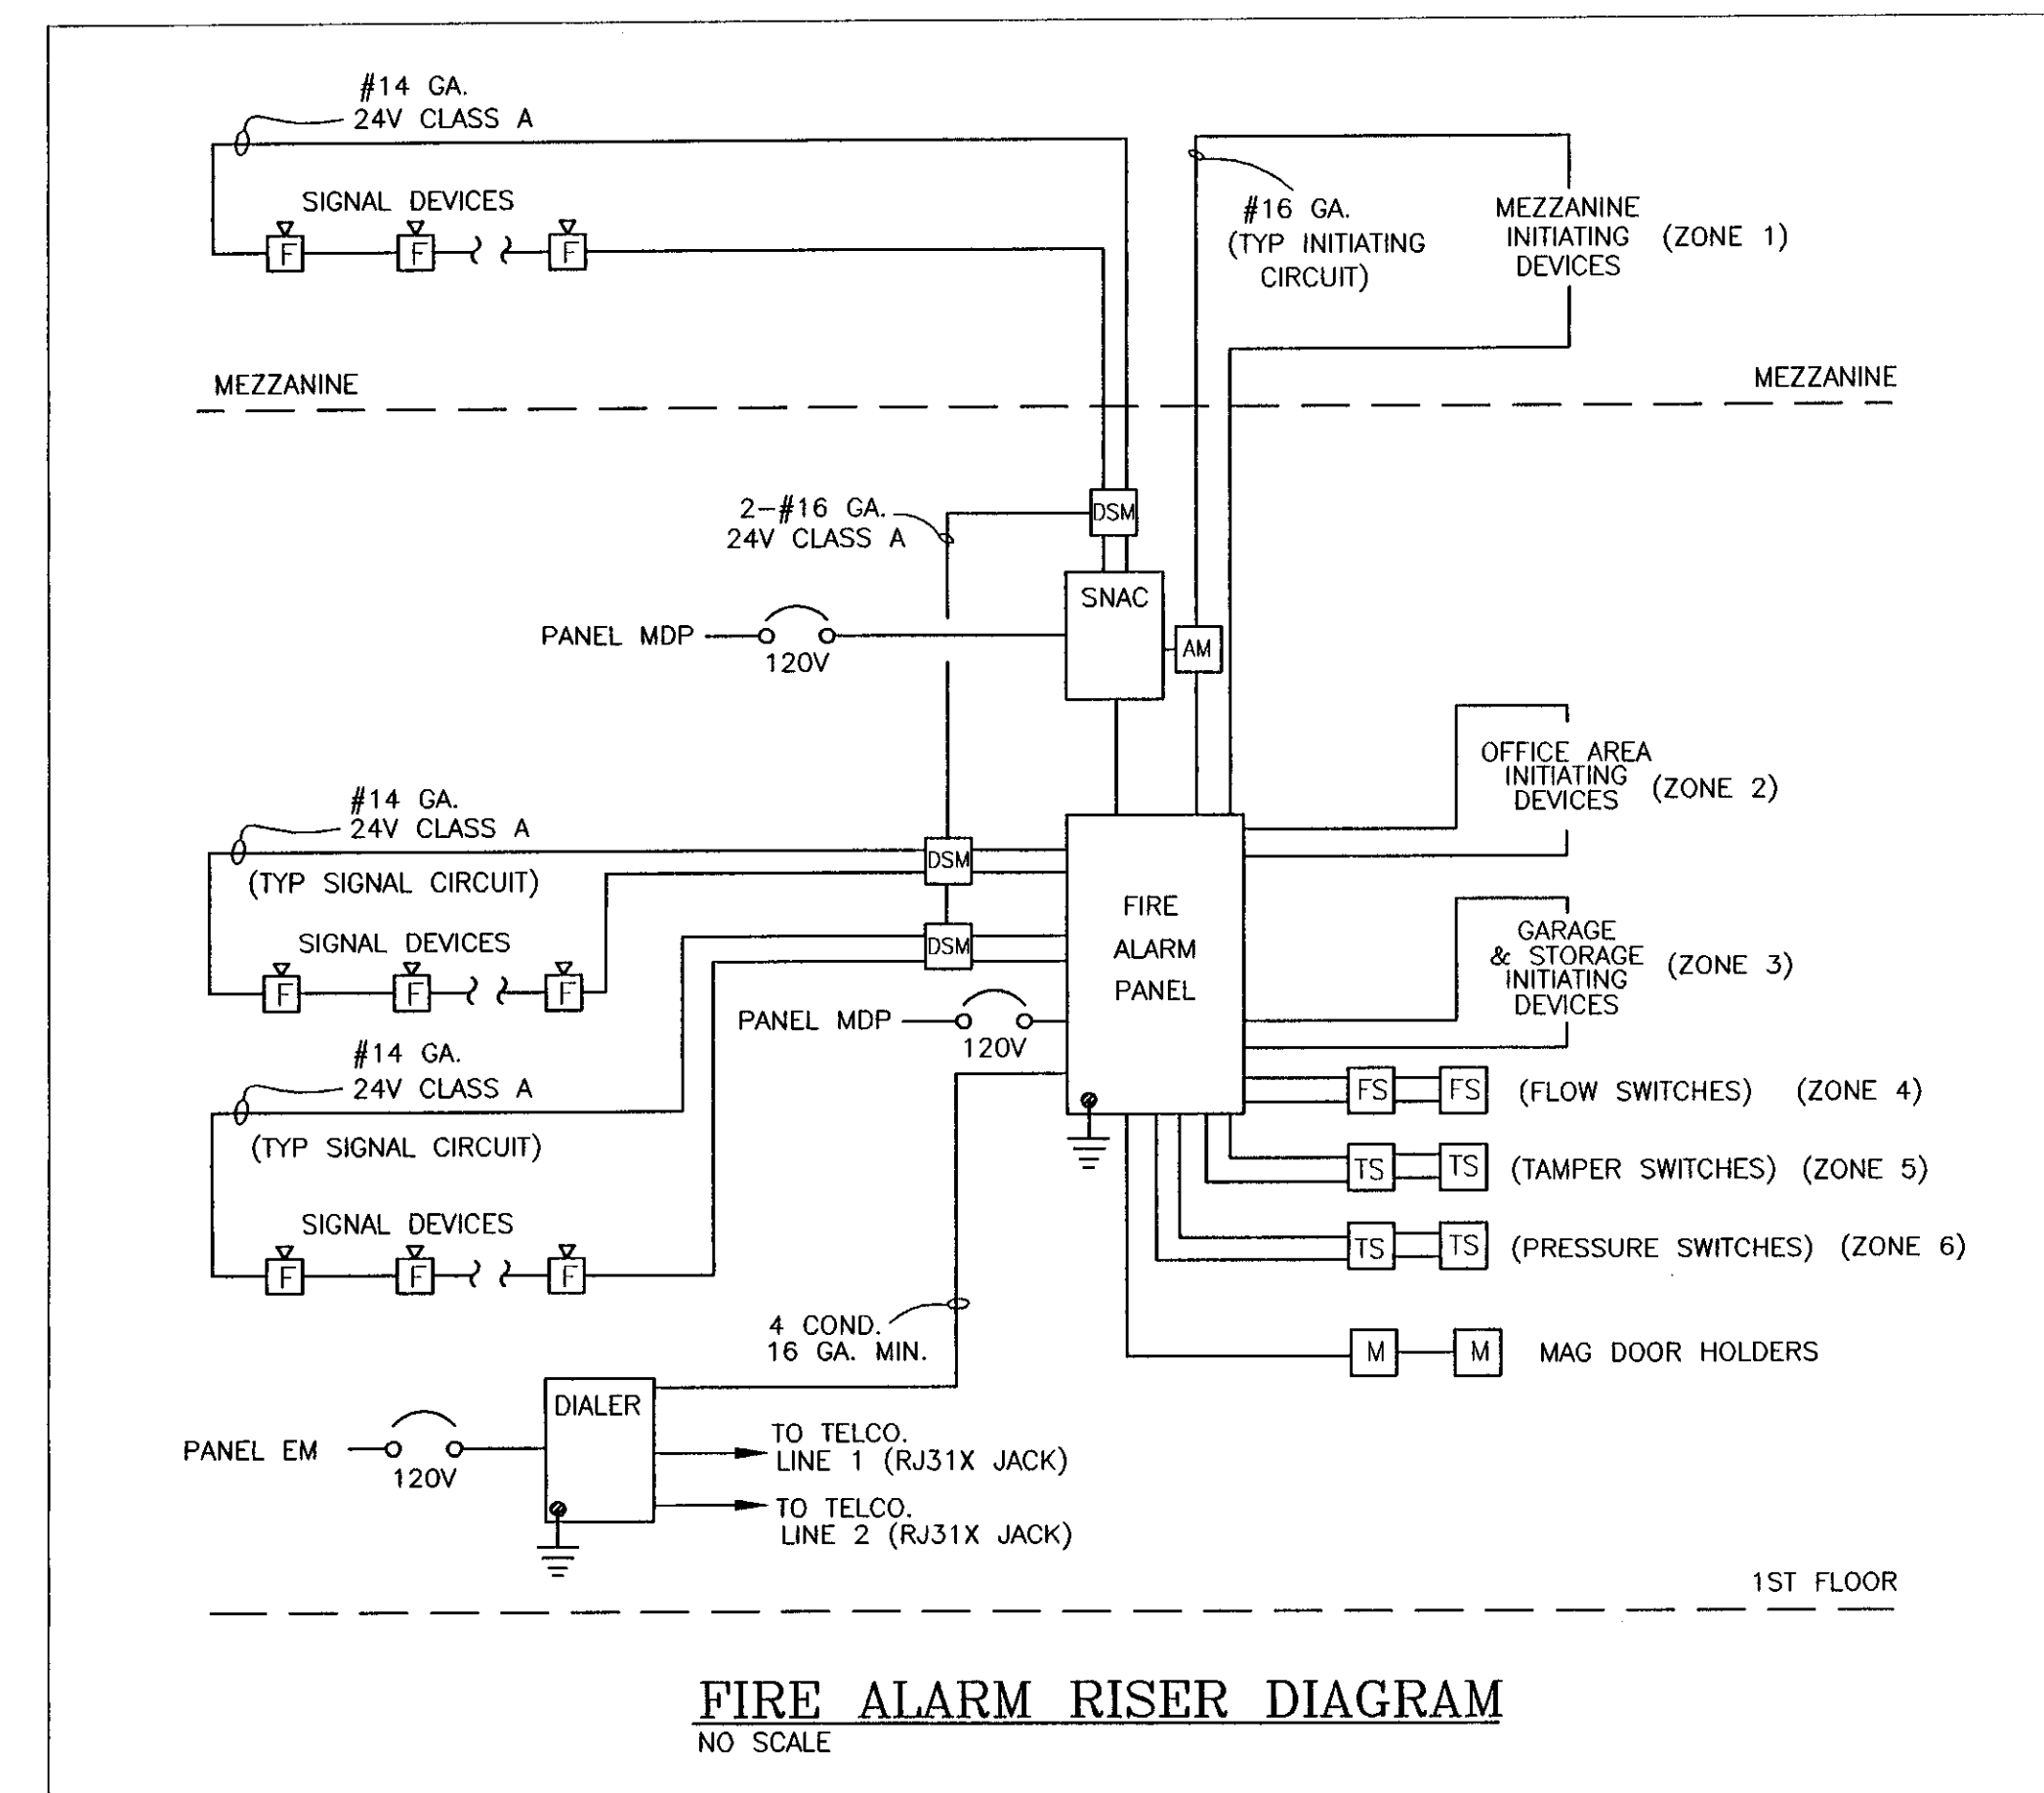 #14 GA.
24V CLASS A
SIGNAL DEVICES
F F F
#16 GA.
(TYP INITIATING
CIRCUIT)
MEZZANINE
INITIATING
DEVICES
(ZONE 1)
MEZZANINE
MEZZANINE
2-#16 GA.
24V CLASS A
DSM
SNAC
PANEL MDP
120V
AM
OFFICE AREA
INITIATING
DEVICES
(ZONE 2)
#14 GA.
24V CLASS A
(TYP SIGNAL CIRCUIT)
DSM
SIGNAL DEVICES
F F F
DSM
FIRE
ALARM
PANEL
GARAGE
& STORAGE
INITIATING
DEVICES
(ZONE 3)
PANEL MDP
120V
#14 GA.
24V CLASS A
(TYP SIGNAL CIRCUIT)
SIGNAL DEVICES
F F F
FS FS (FLOW SWITCHES) (ZONE 4)
TS TS (TAMPER SWITCHES) (ZONE 5)
TS TS (PRESSURE SWITCHES) (ZONE 6)
4 COND.
16 GA. MIN.
M M MAG DOOR HOLDERS
DIALER
PANEL EM
120V
TO TELCO.
LINE 1 (RJ31X JACK)
TO TELCO.
LINE 2 (RJ31X JACK)
1ST FLOOR
FIRE ALARM RISER DIAGRAM
NO SCALE